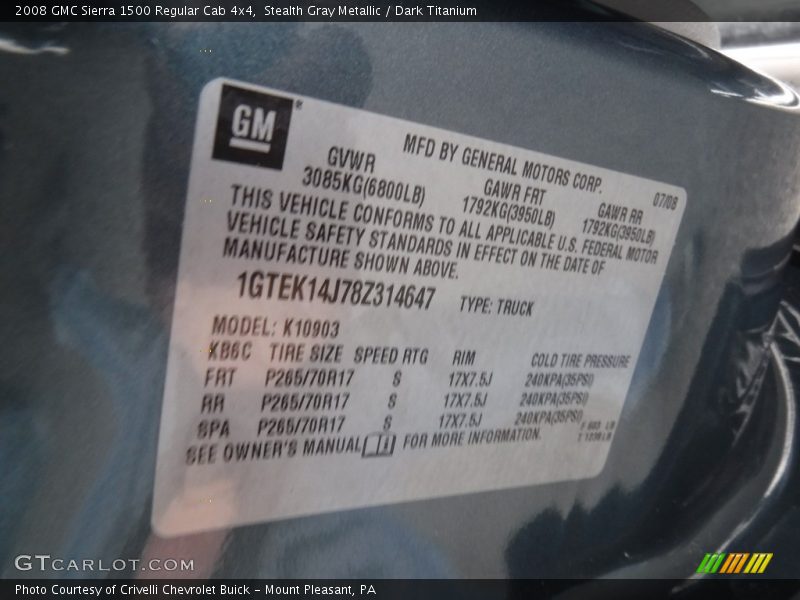 2008 GMC Sierra 1500 Regular Cab 4x4,  Stealth Gray Metallic / Dark Titanium
GM®
MFD BY GENERAL MOTORS CORP. 07/08
GVWR GAWR FRT GAWR RR
3085KG(6800LB) 1792KG(3950LB) 1792KG(3950LB)
THIS VEHICLE CONFORMS TO ALL APPLICABLE U.S. FEDERAL MOTOR
VEHICLE SAFETY STANDARDS IN EFFECT ON THE DATE OF
MANUFACTURE SHOWN ABOVE.
1GTEK14J78Z314647 TYPE: TRUCK
MODEL: K10903
KB6C TIRE SIZE SPEED RTG RIM COLD TIRE PRESSURE
FRT P265/70R17 S 17X7.5J 240KPA(35PSI)
RR P265/70R17 S 17X7.5J 240KPA(35PSI)
SPA P265/70R17 S 17X7.5J 240KPA(35PSI)
SEE OWNER'S MANUAL FOR MORE INFORMATION.
GTCARLOT.COM
Photo Courtesy of Crivelli Chevrolet Buick - Mount Pleasant, PA